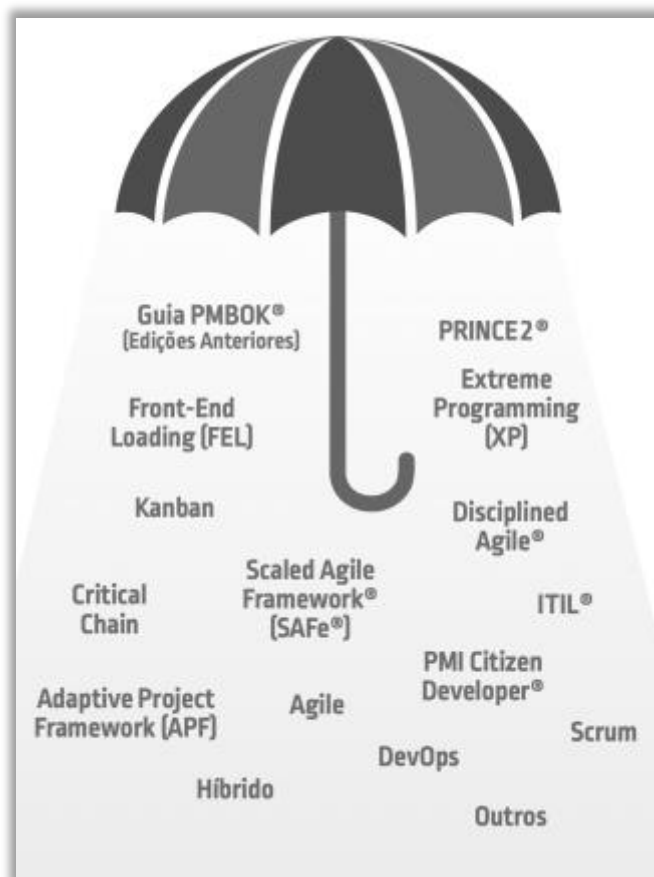 Guia PMBOK®
(Edições Anteriores)
PRINCE2®
Front-End
Loading (FEL)
Extreme
Programming
(XP)
Kanban
Disciplined
Agile®
Critical
Chain
Scaled Agile
Framework®
(SAFe®)
ITIL®
PMI Citizen
Developer®
Adaptive Project
Framework (APF)
Agile
Scrum
DevOps
Híbrido
Outros